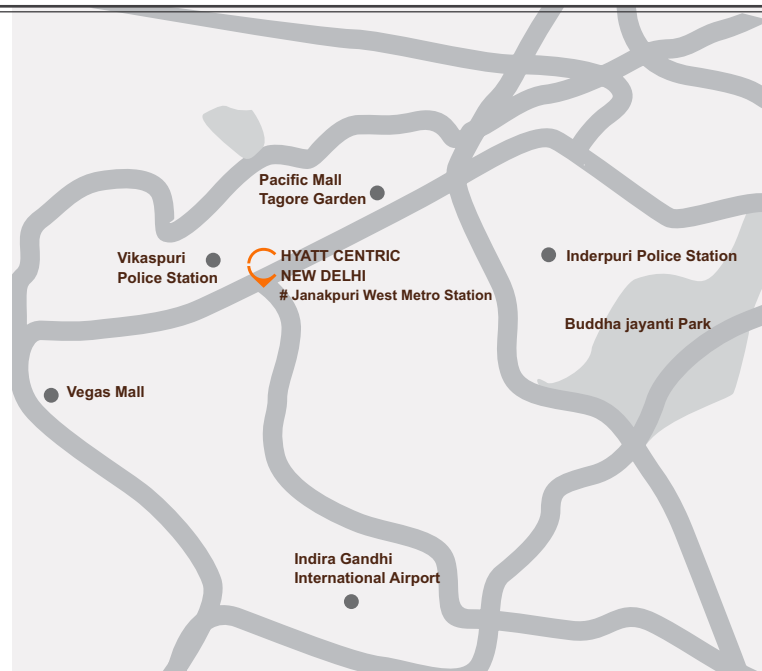 Pacific Mall
Tagore Garden
Vikaspuri
Police Station
HYATT CENTRIC
NEW DELHI
# Janakpuri West Metro Station
Inderpuri Police Station
Buddha jayanti Park
Vegas Mall
Indira Gandhi
International Airport